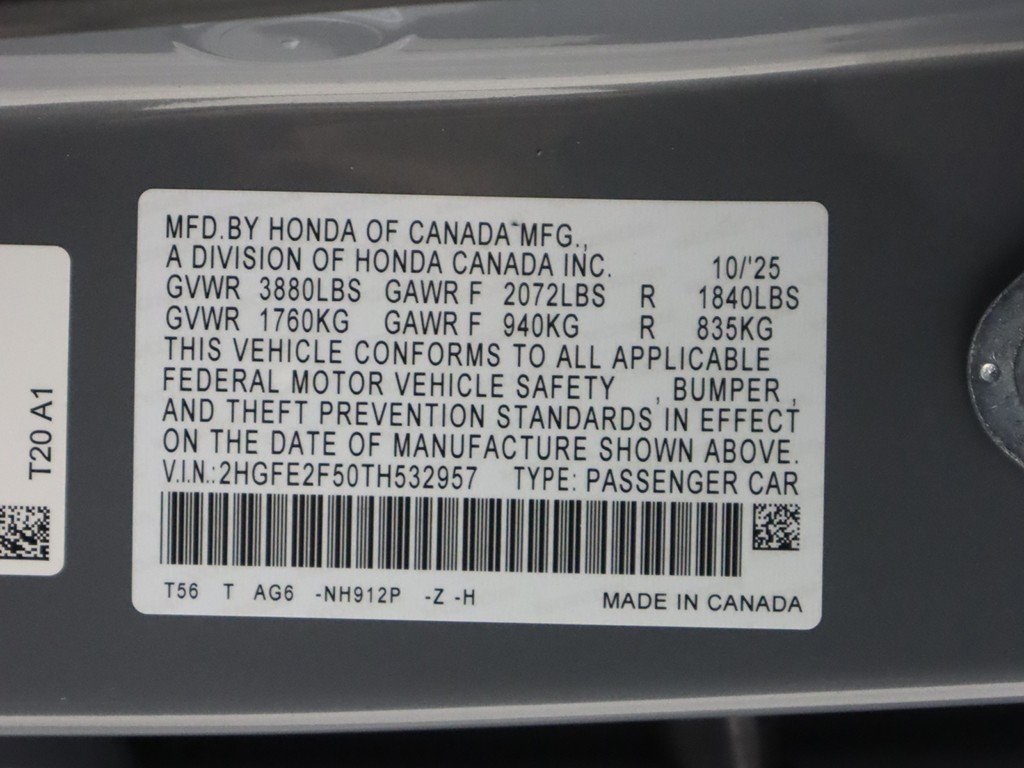 MFD.BY HONDA OF CANADA MFG.,
A DIVISION OF HONDA CANADA INC. 10/'25
GVWR 3880LBS GAWR F 2072LBS R 1840LBS
GVWR 1760KG GAWR F 940KG R 835KG
THIS VEHICLE CONFORMS TO ALL APPLICABLE
FEDERAL MOTOR VEHICLE SAFETY , BUMPER ,
AND THEFT PREVENTION STANDARDS IN EFFECT
ON THE DATE OF MANUFACTURE SHOWN ABOVE.
V.I.N.: 2HGFE2F50TH532957 TYPE: PASSENGER CAR
T56 T AG6 -NH912P -Z -H MADE IN CANADA
T20 A1